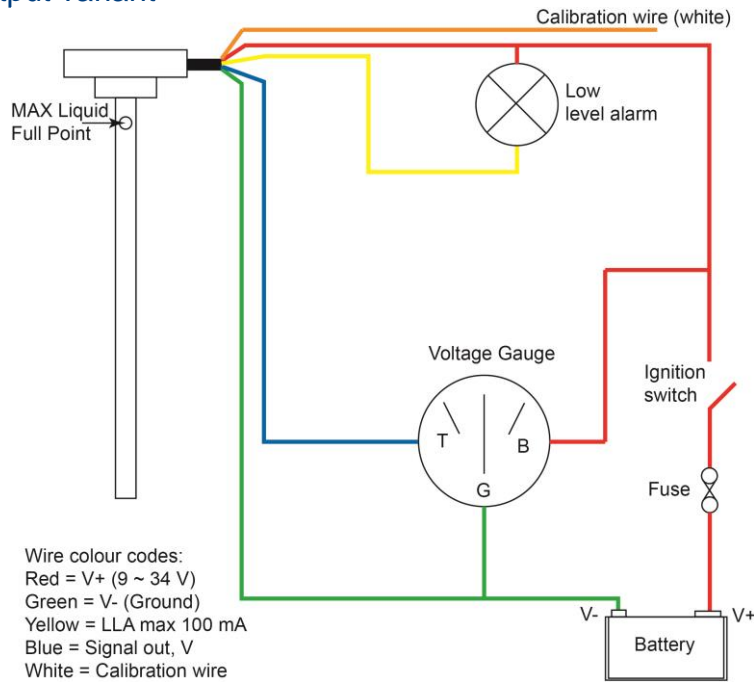 Calibration wire (white)
MAX Liquid
Full Point
Low
level alarm
Voltage Gauge
T
B
G
Ignition
switch
Fuse
Wire colour codes:
Red = V+ (9 ~ 34 V)
Green = V- (Ground)
Yellow = LLA max 100 mA
Blue = Signal out, V
White = Calibration wire
V-
V+
Battery